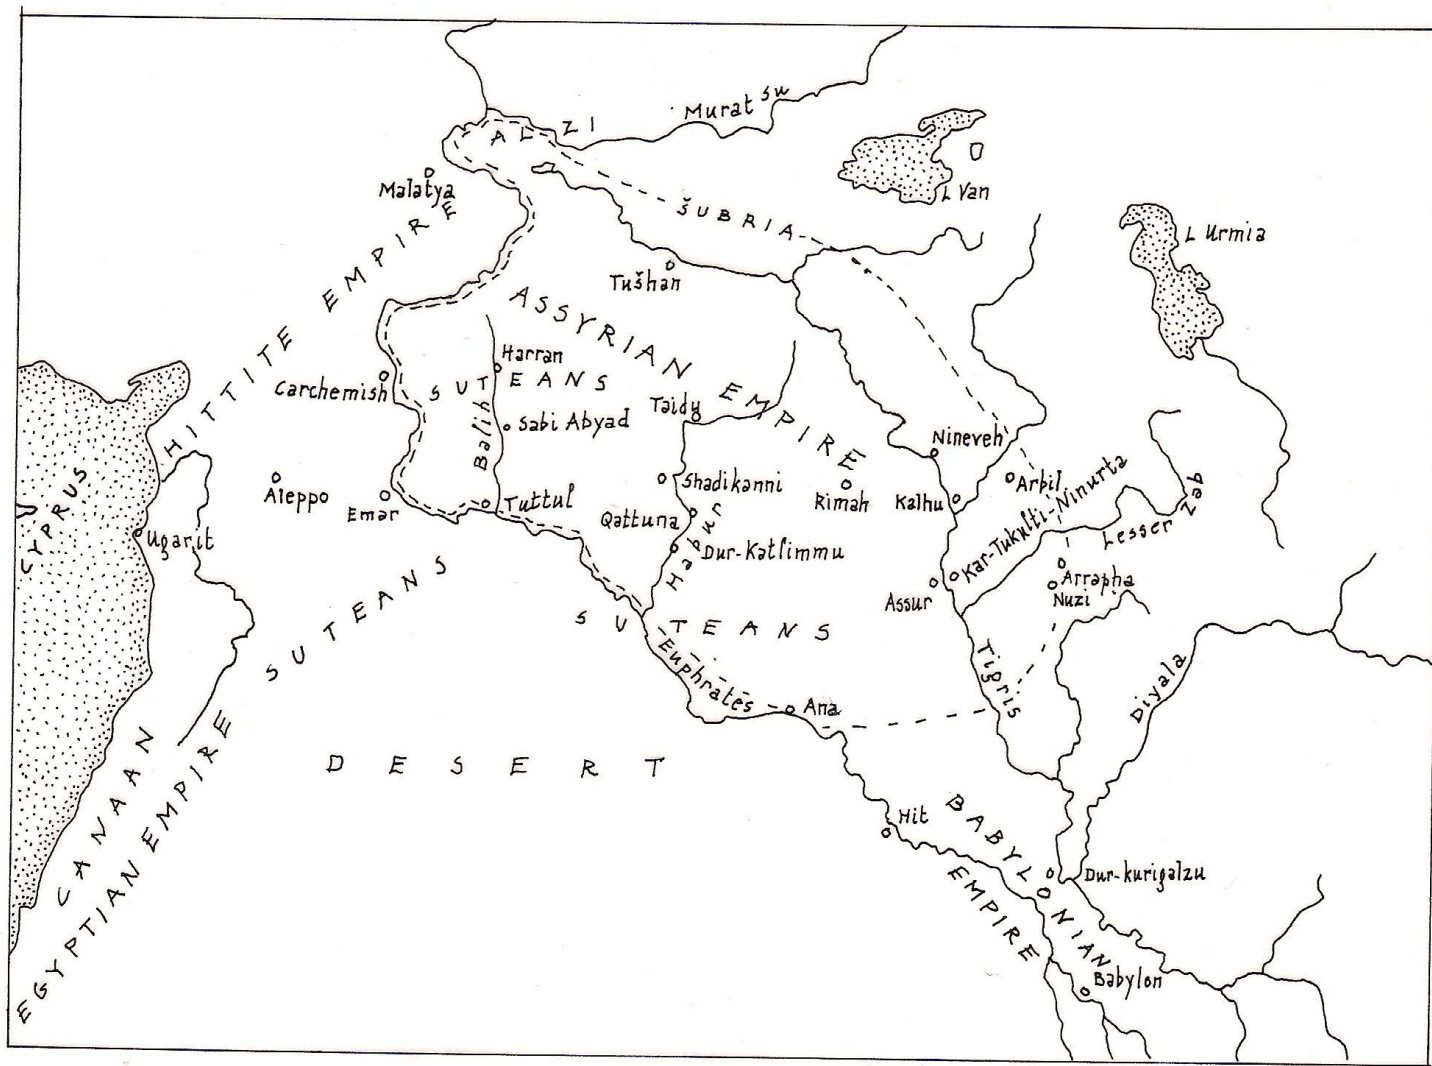 Murat Su
ALZI
Malatya
L Van
ŠUBRIA
L Urmia
Tušhan
HITTITE EMPIRE
ASSYRIAN EMPIRE
Harran
SUTEANS
Carchemish
Balih
Sabi Abyad
Taidu
Nineveh
CYPRUS
Aleppo
Emar
Tuttul
Shadikanni
Rimah
Kalhu
Arbil
Qattuna
Habur
Dur-Katlimmu
Kar-Tukulti-Ninurta
Lesser Zab
Ugarit
Assur
Arrapha
Nuzi
SUTEANS
SUTEANS
Euphrates
Tigris
Diyala
Ana
DESERT
CANAAN
EGYPTIAN EMPIRE
Hit
BABYLONIAN
EMPIRE
Dur-kurigalzu
Babylon